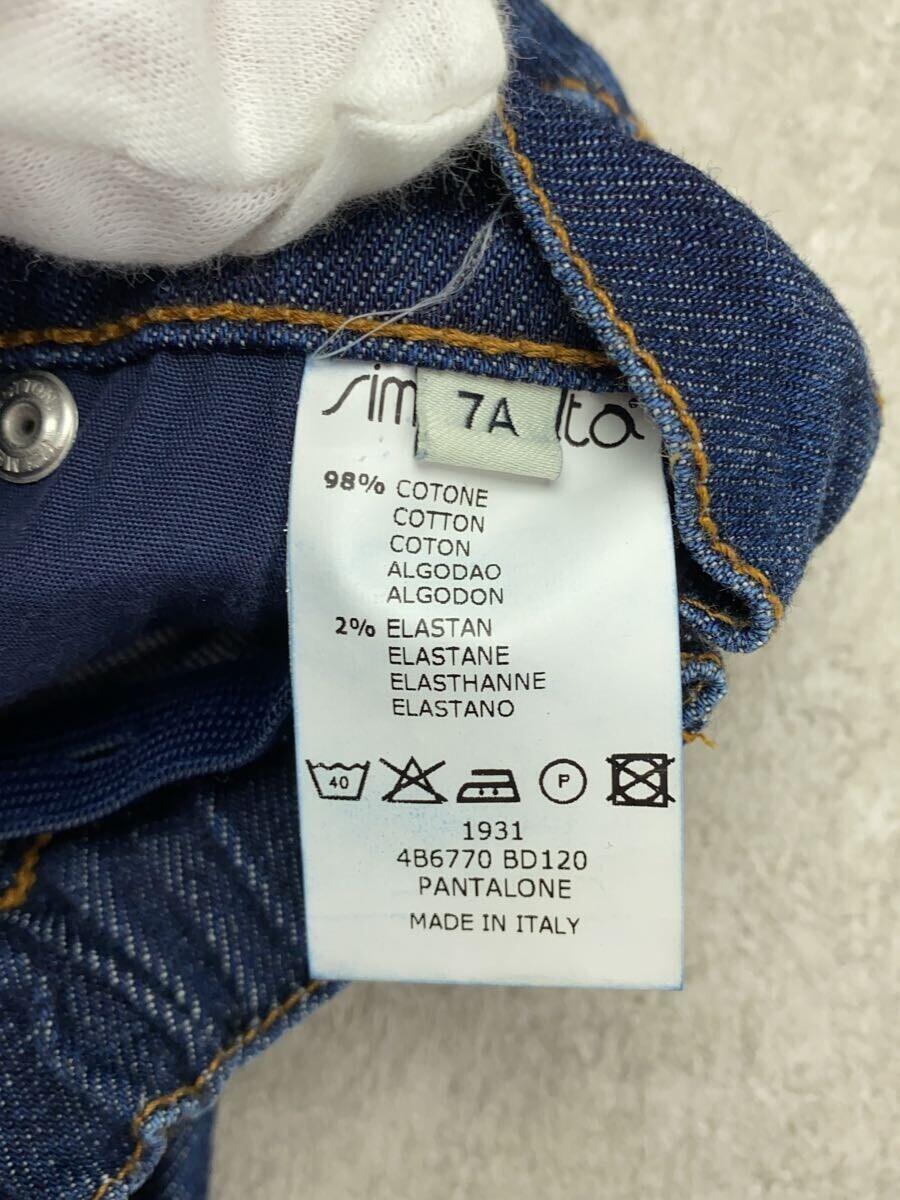 7A
98% COTONE
COTTON
COTON
ALGODAO
ALGODON
2% ELASTAN
ELASTANE
ELASTHANNE
ELASTANO
40
P
1931
4B6770 BD120
PANTALONE
MADE IN ITALY